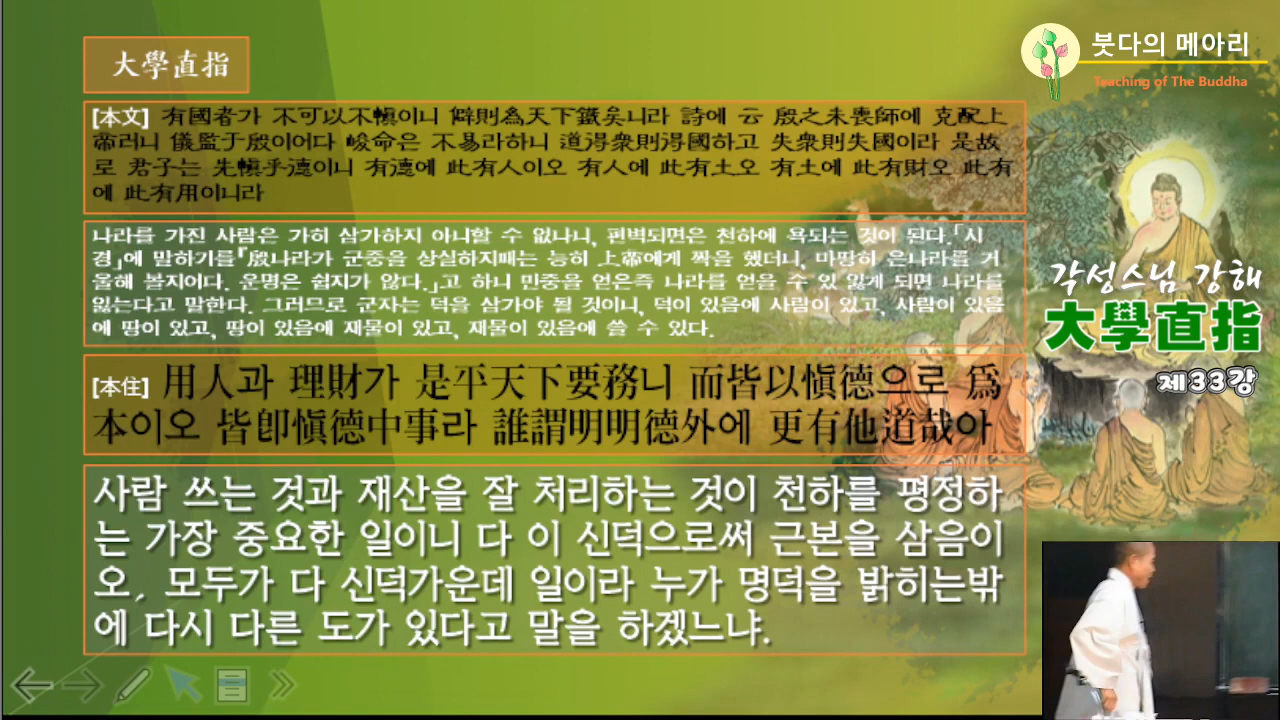 大學直指
붓다의 메아리
Teaching of The Buddha
[本文] 有國者가 不可以不愼이니 僻則為天下鐵矣니라 詩에 云 殷之未喪師에 克配上
帝러니 儀監于殷이어다 峻命은 不易라하니 道淂衆則淂國하고 失衆則失國이라 是故
로 君子는 先愼乎德이니 有德에 此有人이오 有人에 此有土오 有土에 此有財오 此有
에 此有用이니라
나라를 가진 사람은 가히 삼가하지 아니할 수 없나니, 편벽되면은 천하에 욕되는 것이 된다.「시
경」에 말하기를『殷나라가 군중을 상실하지때는 능히 上帝에게 짝을 했더니, 마땅히 은나라를 거
울해 볼지어다. 운명은 쉽지가 않다.」고 하니 민중을 얻은즉 나라를 얻을 수 있 잃게 되면 나라를
잃는다고 말한다. 그러므로 군자는 덕을 삼가야 될 것이니, 덕이 있음에 사람이 있고, 사람이 있음
에 땅이 있고, 땅이 있음에 재물이 있고, 재물이 있음에 쓸 수 있다.
[本住] 用人과 理財가 是平天下要務니 而皆以愼德으로 爲
本이오 皆卽愼德中事라 誰謂明明德外에 更有他道哉아
사람 쓰는 것과 재산을 잘 처리하는 것이 천하를 평정하
는 가장 중요한 일이니 다 이 신덕으로써 근본을 삼음이
오, 모두가 다 신덕가운데 일이라 누가 명덕을 밝히는밖
에 다시 다른 도가 있다고 말을 하겠느냐.
각성스님 강해
大學直指
제33강